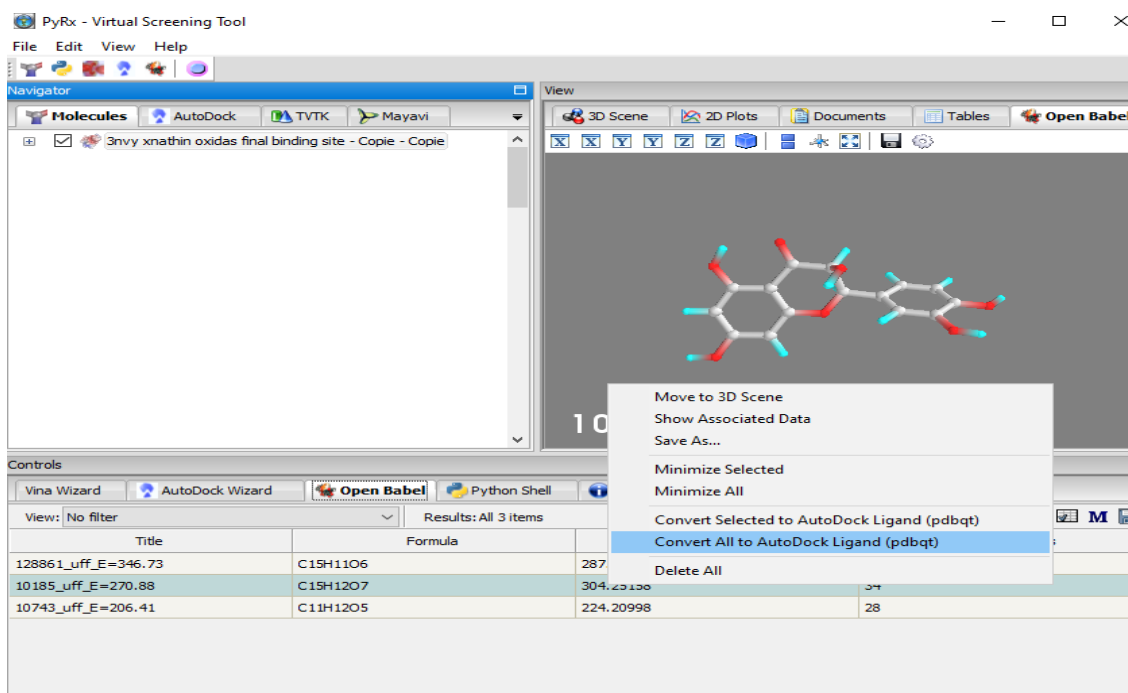 PyRx - Virtual Screening Tool
File Edit View Help
Navigator
View
Molecules AutoDock TVTK Mayavi
3D Scene 2D Plots Documents Tables Open Babel
3nvy xnathin oxidas final binding site - Copie - Copie
X X Y Y Z Z
10
Move to 3D Scene
Show Associated Data
Save As...
Minimize Selected
Minimize All
Convert Selected to AutoDock Ligand (pdbqt)
Convert All to AutoDock Ligand (pdbqt)
Delete All
Controls
Vina Wizard AutoDock Wizard Open Babel Python Shell
View: No filter Results: All 3 items M
Title Formula
128861_uff_E=346.73 C15H11O6 287
10185_uff_E=270.88 C15H12O7 304.25158 34
10743_uff_E=206.41 C11H12O5 224.20998 28